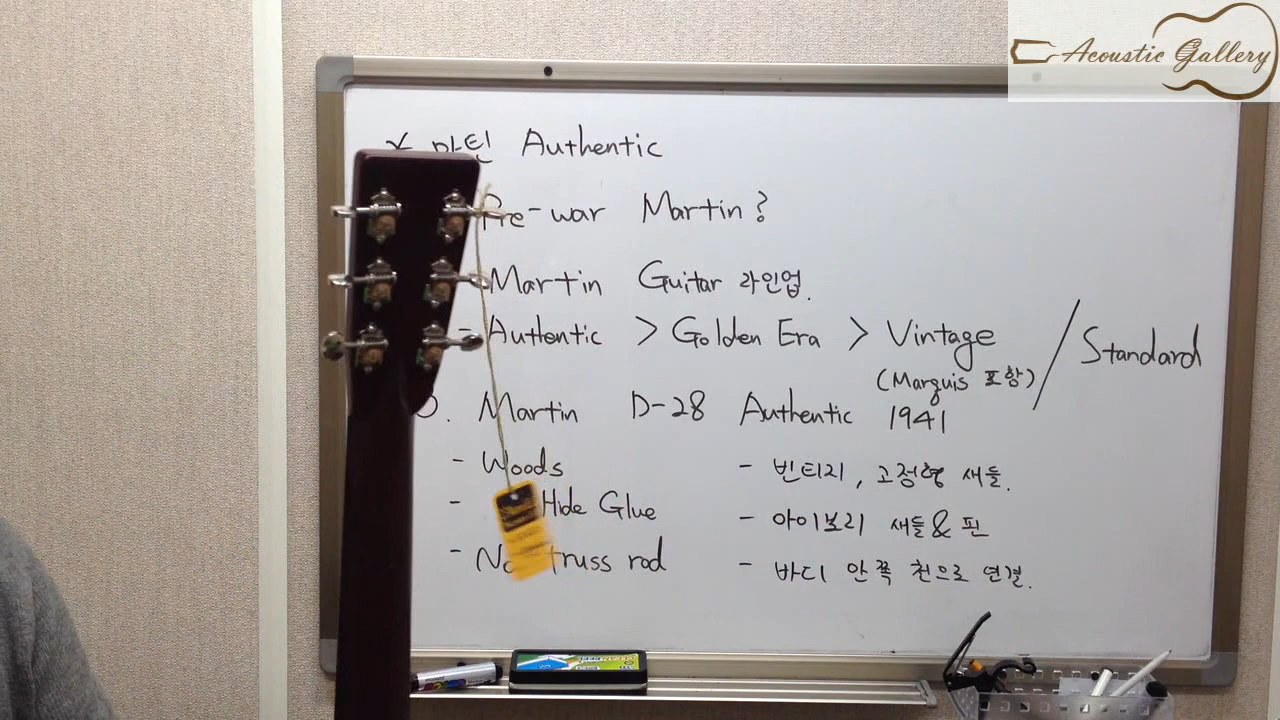 Acoustic Gallery
마틴 Authentic
Pre-war Martin?
Martin Guitar 라인업.
- Authentic > Golden Era > Vintage / Standard
(Marquis 포함)
Martin D-28 Authentic 1941
- Woods
- Hide Glue
- No truss rod
- 빈티지, 고정형 새들.
- 아이보리 새들 & 핀
- 바디 안쪽 천으로 연결.